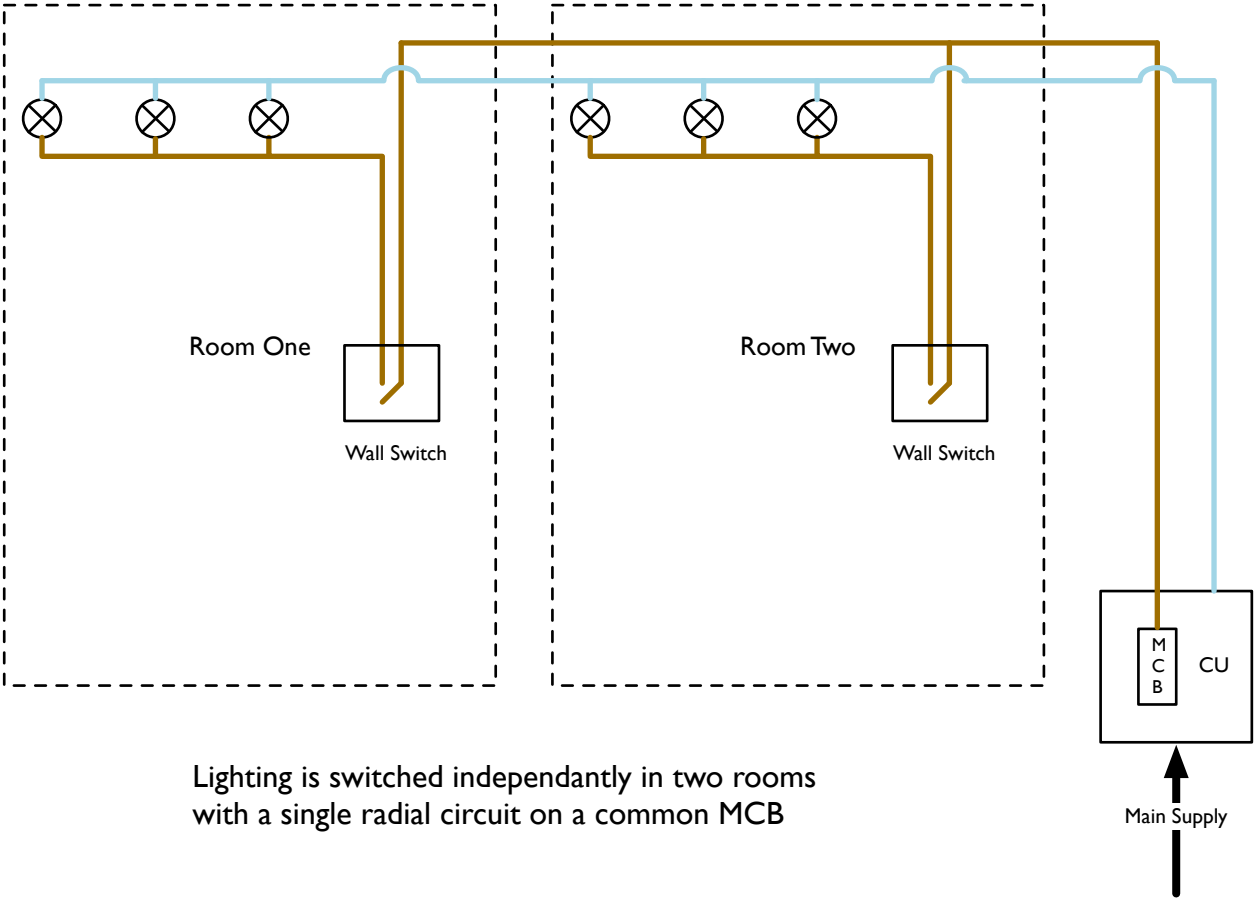 Room One
Wall Switch
Room Two
Wall Switch
M
C
B
CU
Main Supply
Lighting is switched independantly in two rooms
with a single radial circuit on a common MCB